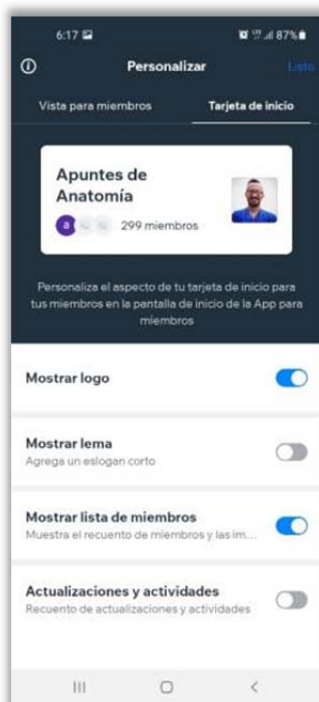 6:17 87%
Personalizar Listo
Vista para miembros Tarjeta de inicio
Apuntes de
Anatomía
a 299 miembros
Personaliza el aspecto de tu tarjeta de inicio para
tus miembros en la pantalla de inicio de la App para
miembros
Mostrar logo
Mostrar lema
Agrega un eslogan corto
Mostrar lista de miembros
Muestra el recuento de miembros y las im...
Actualizaciones y actividades
Recuento de actualizaciones y actividades